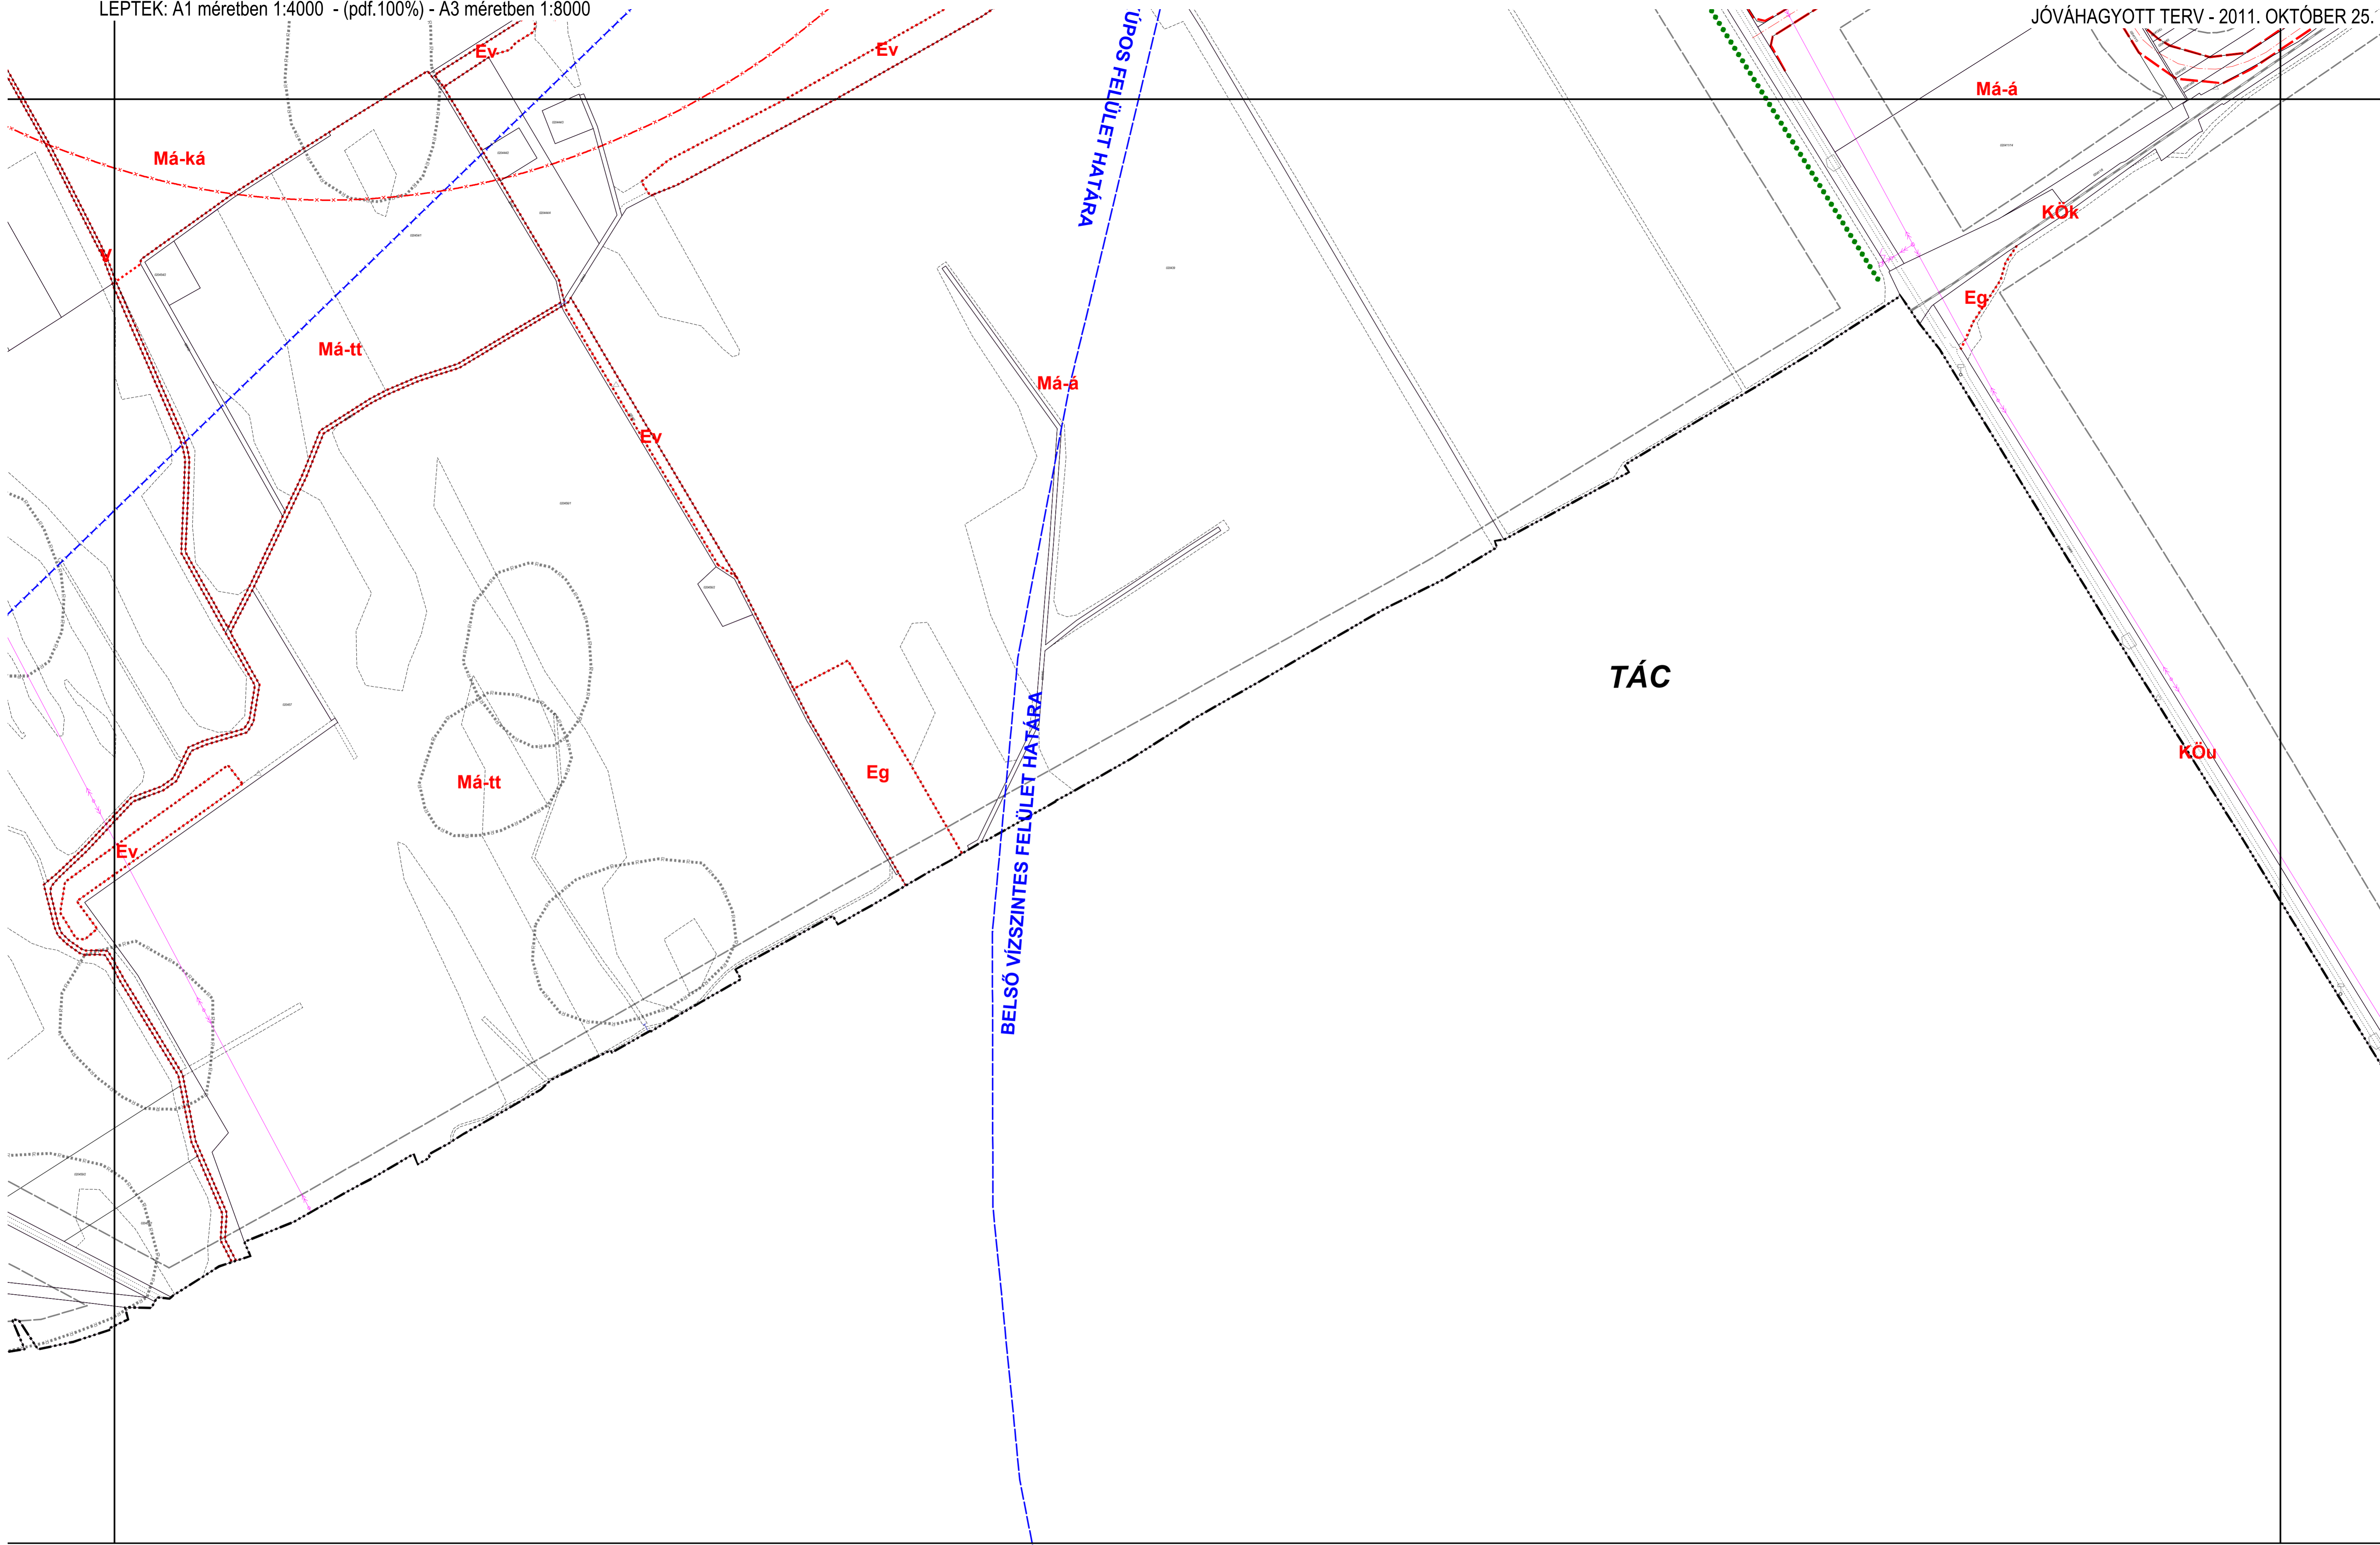 LÉPTÉK: A1 méretben 1:4000 - (pdf.100%) - A3 méretben 1:8000
JÓVÁHAGYOTT TERV - 2011. OKTÓBER 25.
Ev
Ev
Má-á
Má-ká
KÖk
V
Eg
Má-tt
Má-á
Ev
TÁC
KÖu
Eg
Má-tt
Ev
FELÜLET HATÁRA
BELSŐ VÍZSZINTES FELÜLET HATÁRA